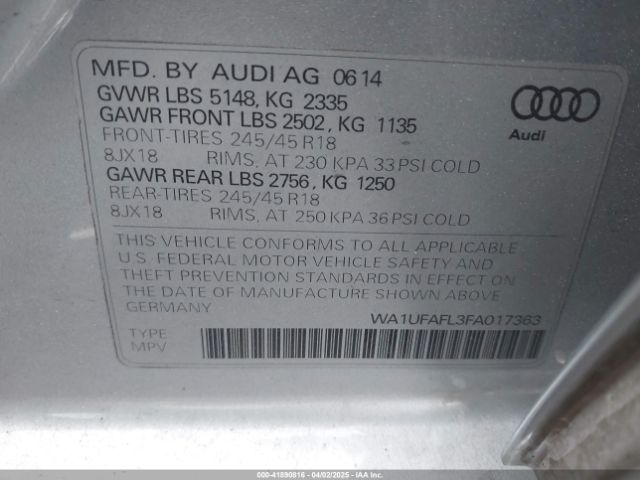 MFD. BY AUDI AG 06 14
GVWR LBS 5148, KG 2335
GAWR FRONT LBS 2502, KG 1135
FRONT-TIRES 245/45 R18
8JX18 RIMS, AT 230 KPA 33 PSI COLD
GAWR REAR LBS 2756, KG 1250
REAR-TIRES 245/45 R18
8JX18 RIMS, AT 250 KPA 36 PSI COLD
Audi
THIS VEHICLE CONFORMS TO ALL APPLICABLE
U.S. FEDERAL MOTOR VEHICLE SAFETY AND
THEFT PREVENTION STANDARDS IN EFFECT ON
THE DATE OF MANUFACTURE SHOWN ABOVE
GERMANY
WA1UFAFL3FA017363
TYPE
MPV
000-41890816 - 04/02/2025 - IAA 14